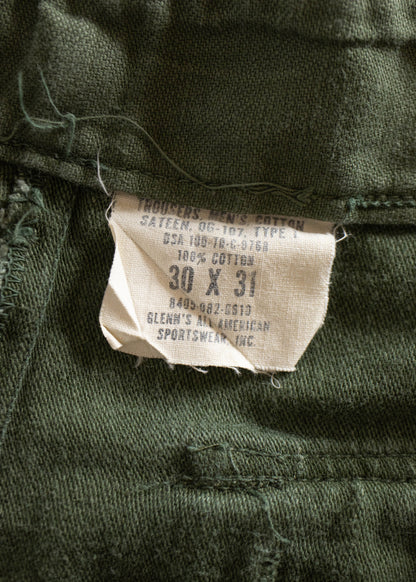 TROUSERS, MEN'S, COTTON
SATEEN, OG-107, TYPE I
DSA 100-70-C-0768
100% COTTON
30 X 31
8405-082-6610
GLENN'S ALL AMERICAN
SPORTSWEAR, INC.